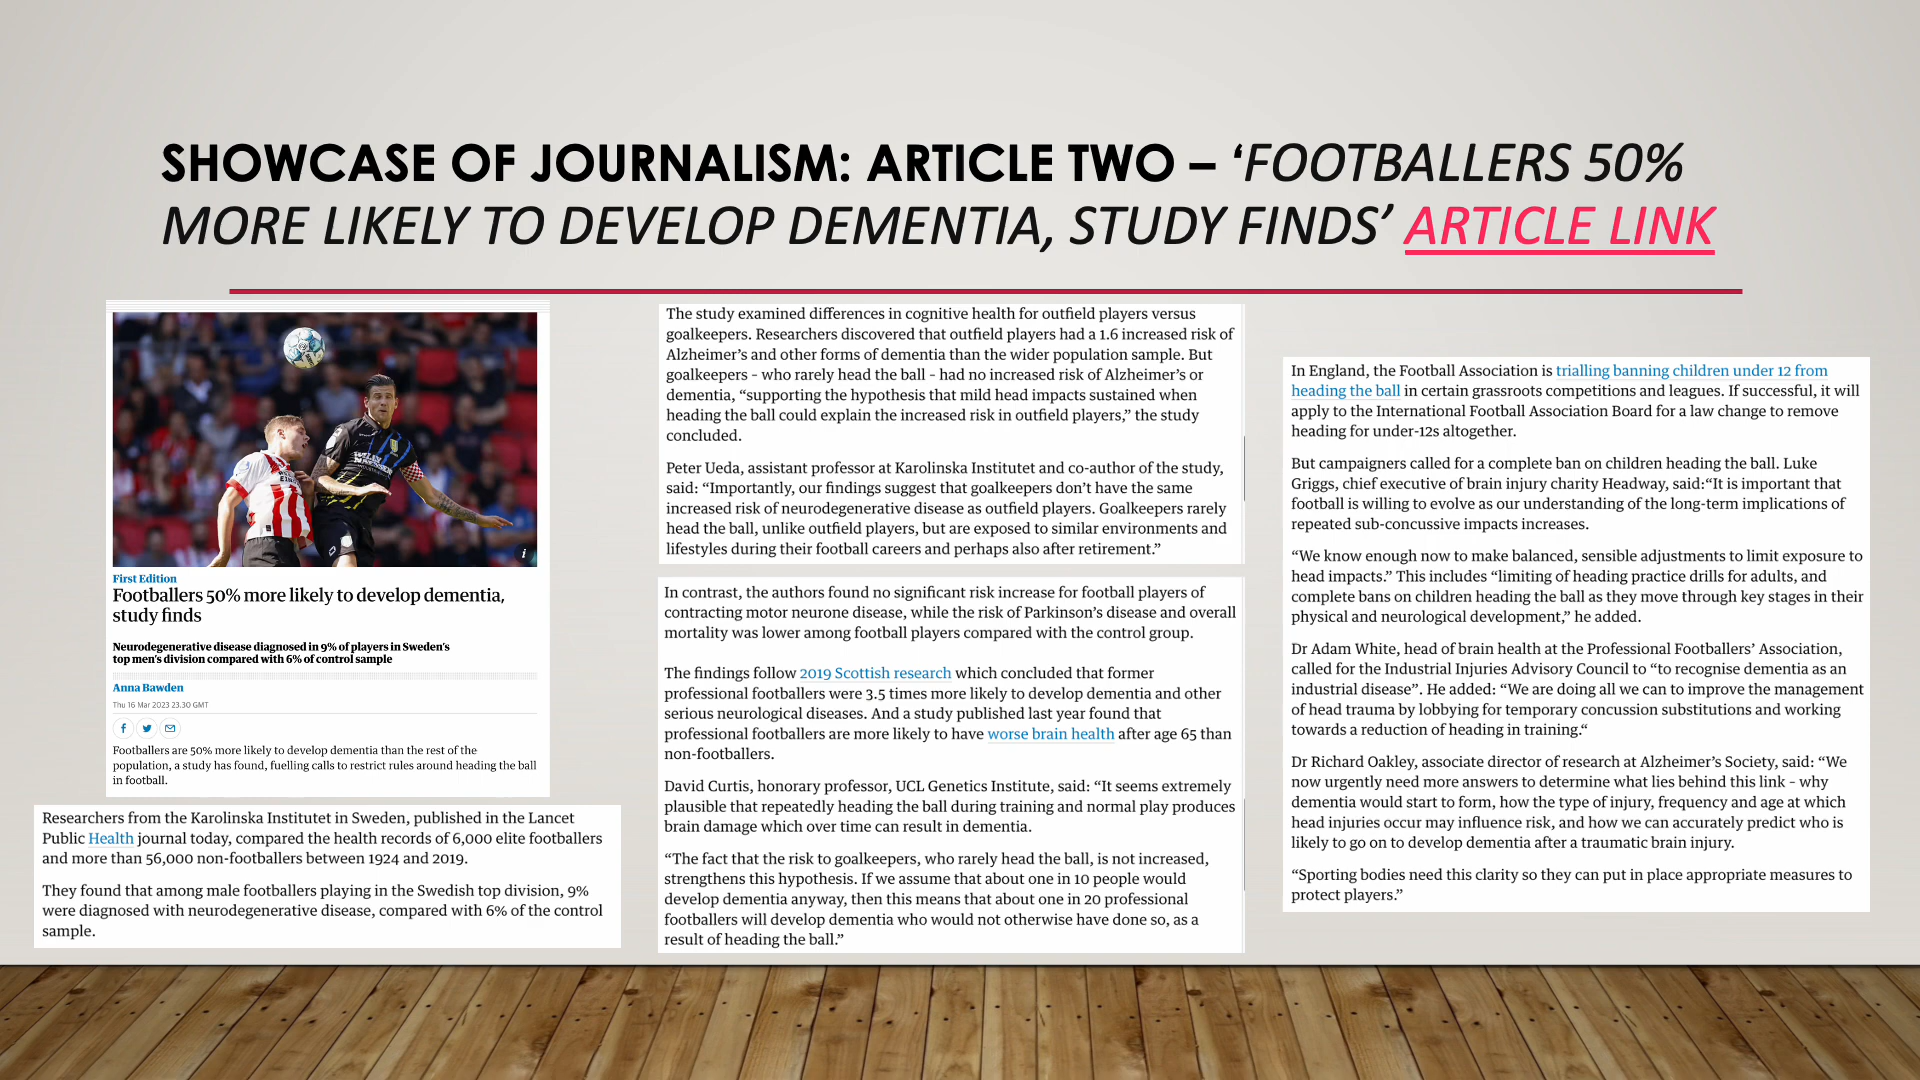 SHOWCASE OF JOURNALISM: ARTICLE TWO – ‘FOOTBALLERS 50%
MORE LIKELY TO DEVELOP DEMENTIA, STUDY FINDS’ ARTICLE LINK
First Edition
Footballers 50% more likely to develop dementia,
study finds
Neurodegenerative disease diagnosed in 9% of players in Sweden's
top men's division compared with 6% of control sample
Anna Bawden
Thu 16 Mar 2023 23.30 GMT
Footballers are 50% more likely to develop dementia than the rest of the
population, a study has found, fuelling calls to restrict rules around heading the ball
in football.
Researchers from the Karolinska Institutet in Sweden, published in the Lancet
Public Health journal today, compared the health records of 6,000 elite footballers
and more than 56,000 non-footballers between 1924 and 2019.
They found that among male footballers playing in the Swedish top division, 9%
were diagnosed with neurodegenerative disease, compared with 6% of the control
sample.
The study examined differences in cognitive health for outfield players versus
goalkeepers. Researchers discovered that outfield players had a 1.6 increased risk of
Alzheimer's and other forms of dementia than the wider population sample. But
goalkeepers – who rarely head the ball – had no increased risk of Alzheimer's or
dementia, “supporting the hypothesis that mild head impacts sustained when
heading the ball could explain the increased risk in outfield players,” the study
concluded.
Peter Ueda, assistant professor at Karolinska Institutet and co-author of the study,
said: “Importantly, our findings suggest that goalkeepers don't have the same
increased risk of neurodegenerative disease as outfield players. Goalkeepers rarely
head the ball, unlike outfield players, but are exposed to similar environments and
lifestyles during their football careers and perhaps also after retirement.”
In contrast, the authors found no significant risk increase for football players of
contracting motor neurone disease, while the risk of Parkinson's disease and overall
mortality was lower among football players compared with the control group.
The findings follow 2019 Scottish research which concluded that former
professional footballers were 3.5 times more likely to develop dementia and other
serious neurological diseases. And a study published last year found that
professional footballers are more likely to have worse brain health after age 65 than
non-footballers.
David Curtis, honorary professor, UCL Genetics Institute, said: “It seems extremely
plausible that repeatedly heading the ball during training and normal play produces
brain damage which over time can result in dementia.
“The fact that the risk to goalkeepers, who rarely head the ball, is not increased,
strengthens this hypothesis. If we assume that about one in 10 people would
develop dementia anyway, then this means that about one in 20 professional
footballers will develop dementia who would not otherwise have done so, as a
result of heading the ball.”
In England, the Football Association is trialling banning children under 12 from
heading the ball in certain grassroots competitions and leagues. If successful, it will
apply to the International Football Association Board for a law change to remove
heading for under-12s altogether.
But campaigners called for a complete ban on children heading the ball. Luke
Griggs, chief executive of brain injury charity Headway, said:“It is important that
football is willing to evolve as our understanding of the long-term implications of
repeated sub-concussive impacts increases.
“We know enough now to make balanced, sensible adjustments to limit exposure to
head impacts.” This includes “limiting of heading practice drills for adults, and
complete bans on children heading the ball as they move through key stages in their
physical and neurological development,” he added.
Dr Adam White, head of brain health at the Professional Footballers' Association,
called for the Industrial Injuries Advisory Council to “to recognise dementia as an
industrial disease”. He added: “We are doing all we can to improve the management
of head trauma by lobbying for temporary concussion substitutions and working
towards a reduction of heading in training.“
Dr Richard Oakley, associate director of research at Alzheimer's Society, said: “We
now urgently need more answers to determine what lies behind this link – why
dementia would start to form, how the type of injury, frequency and age at which
head injuries occur may influence risk, and how we can accurately predict who is
likely to go on to develop dementia after a traumatic brain injury.
“Sporting bodies need this clarity so they can put in place appropriate measures to
protect players.”